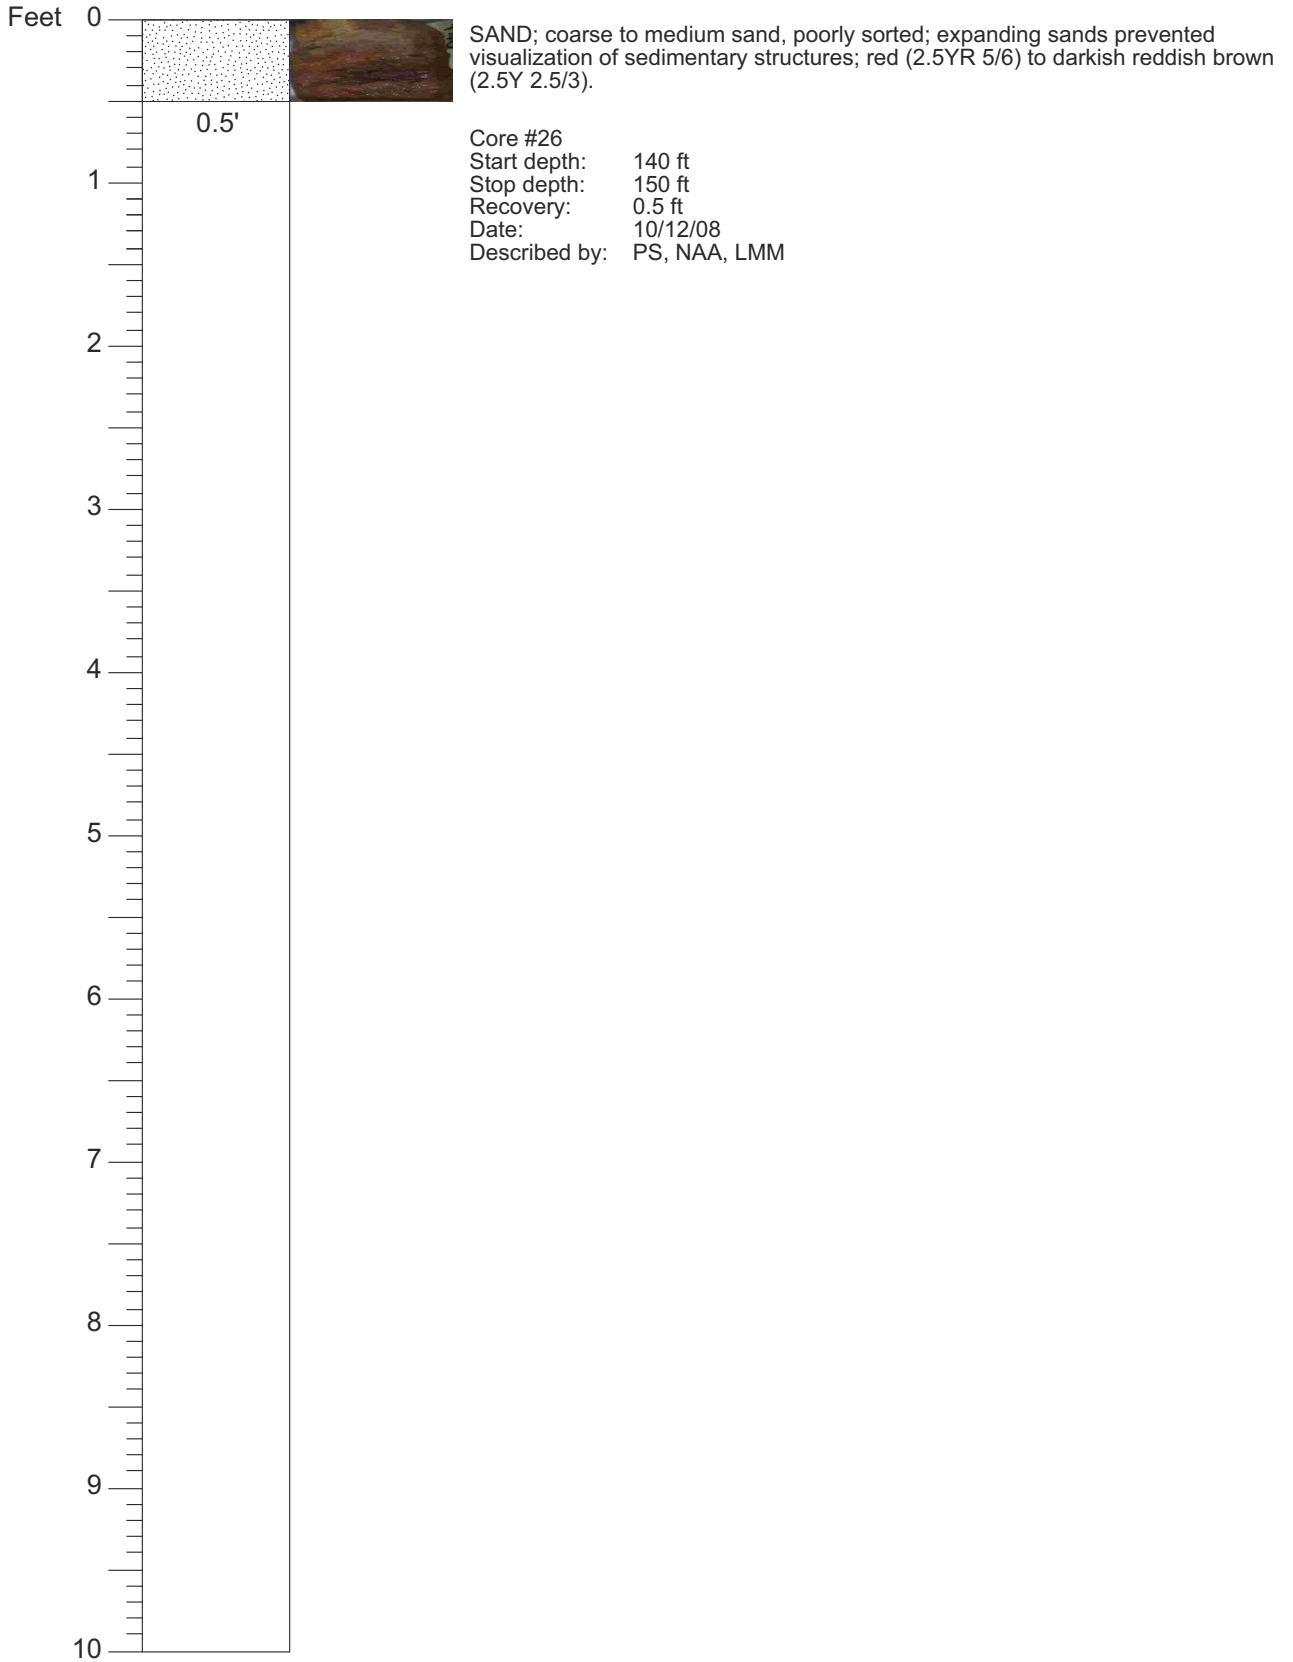 Feet 0
SAND; coarse to medium sand, poorly sorted; expanding sands prevented
visualization of sedimentary structures; red (2.5YR 5/6) to darkish reddish brown
(2.5Y 2.5/3).
0.5'
Core #26
Start depth: 140 ft
Stop depth: 150 ft
Recovery: 0.5 ft
Date: 10/12/08
Described by: PS, NAA, LMM
1
2
3
4
5
6
7
8
9
10